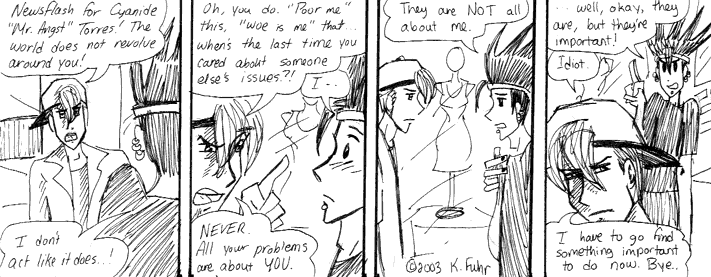 Newsflash for Cyanide
"Mr. Angst" Torres! The
world does not revolve
around you!
I don't
act like it does..!
Oh, you do. "Poor me"
this, "woe is me" that...
when's the last time you
cared about someone
else's issues?!
I...
NEVER.
All your problems
are about YOU.
They are NOT all
about me.
©2003 K. Fuhr
... well, okay, they
are, but they're
important!
Idiot.
I have to go find
something important
to do now. Bye..